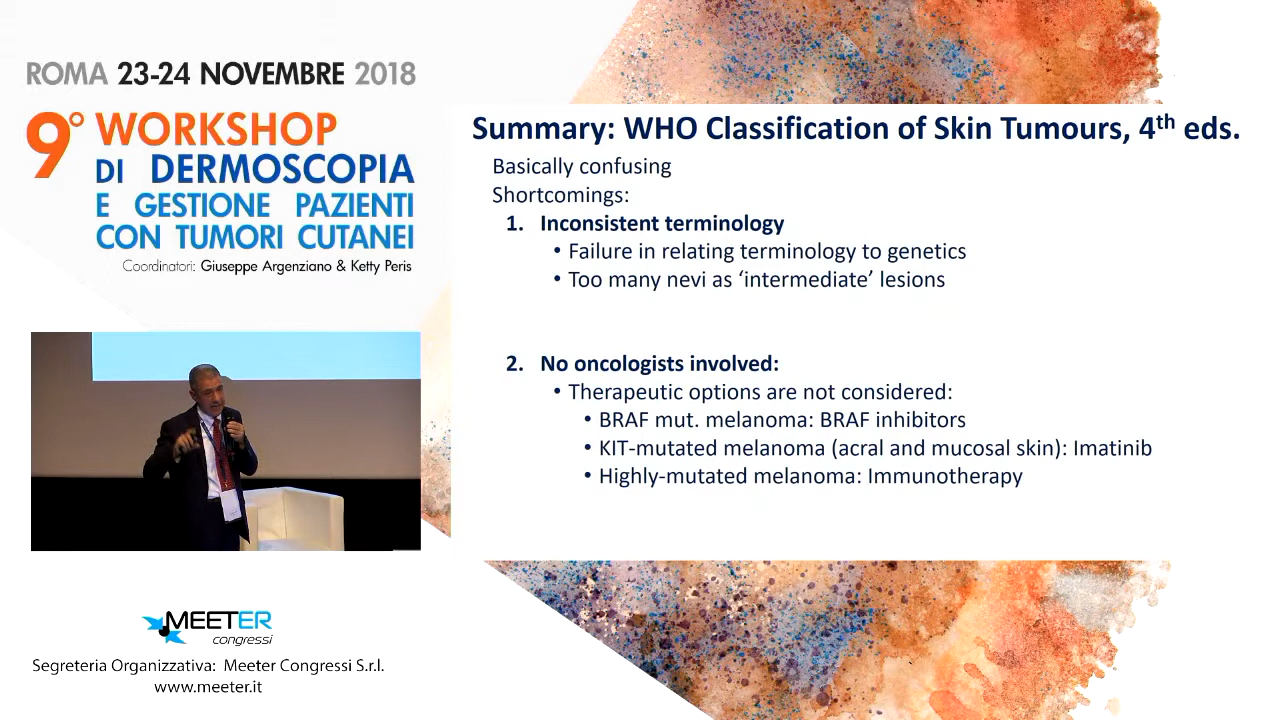 ROMA 23-24 NOVEMBRE 2018
9° WORKSHOP
DI DERMOSCOPIA
E GESTIONE PAZIENTI
CON TUMORI CUTANEI
Coordinatori: Giuseppe Argenziano & Ketty Peris
Summary: WHO Classification of Skin Tumours, 4th eds.
Basically confusing
Shortcomings:
1. Inconsistent terminology
• Failure in relating terminology to genetics
• Too many nevi as ‘intermediate’ lesions
2. No oncologists involved:
• Therapeutic options are not considered:
• BRAF mut. melanoma: BRAF inhibitors
• KIT-mutated melanoma (acral and mucosal skin): Imatinib
• Highly-mutated melanoma: Immunotherapy
MEETER
congressi
Segreteria Organizzativa: Meeter Congressi S.r.l.
www.meeter.it